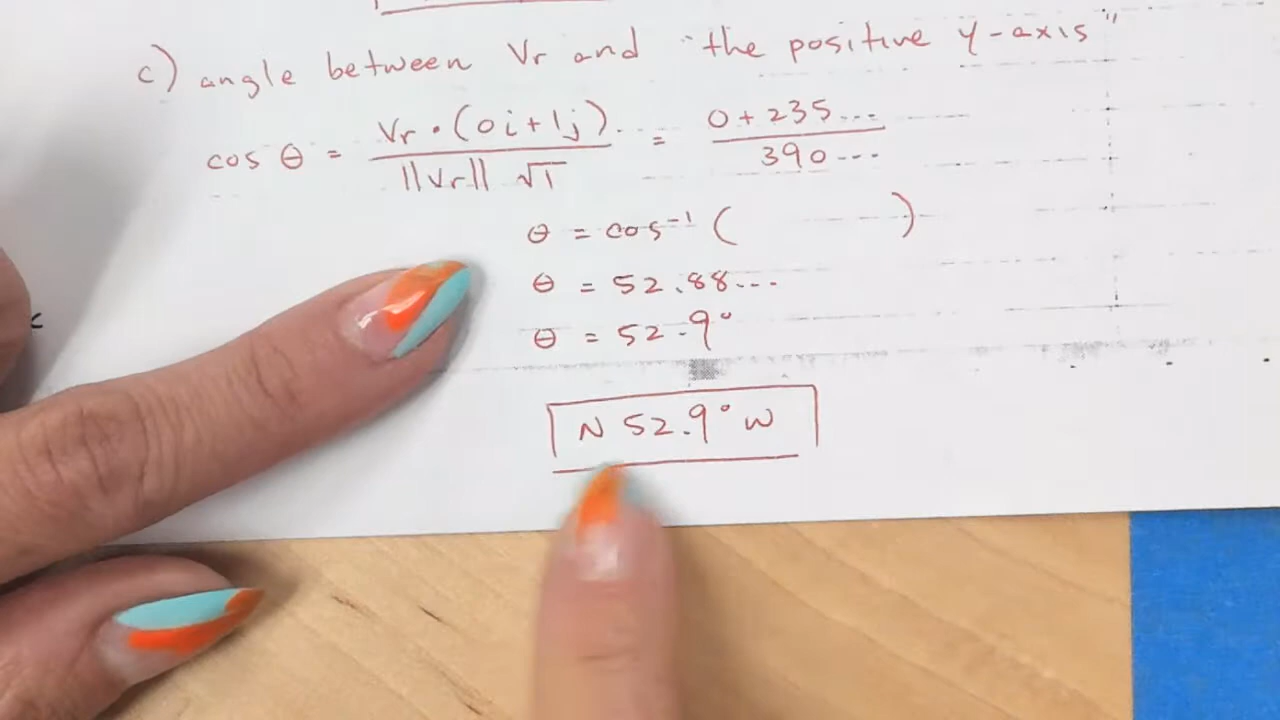 c) angle between Vr and "the positive y-axis"
cos θ = Vr • (0i + 1j) / ||Vr|| √1 = 0 + 235... / 390...
θ = cos⁻¹ ( )
θ = 52.88...
θ = 52.9°
N 52.9° W